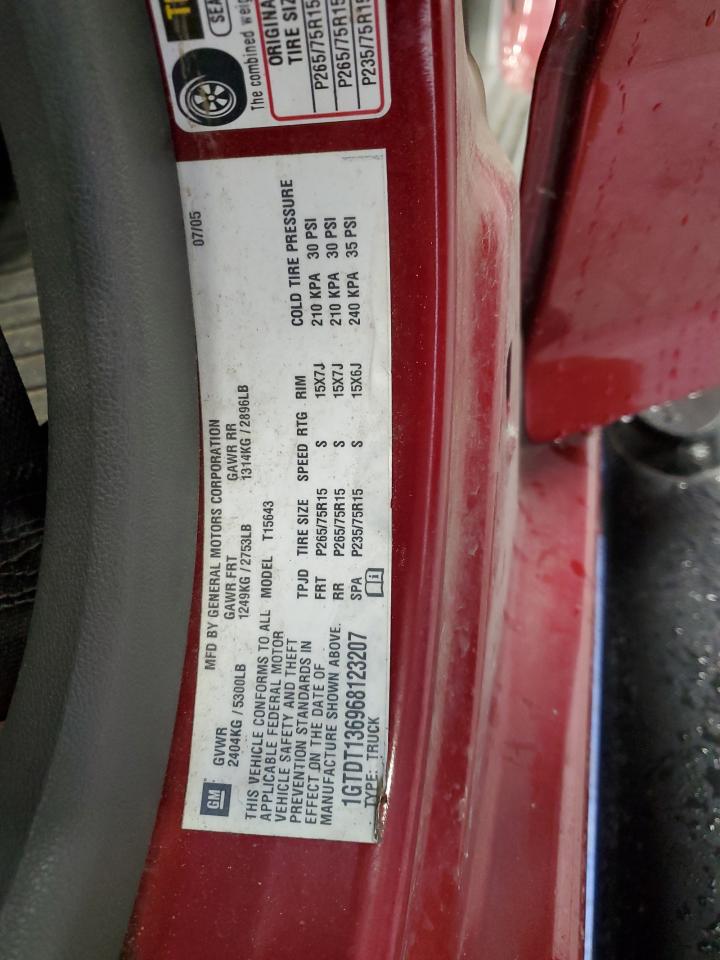 SEA
The combined weig
ORIGINA
TIRE SIZ
P265/75R15
P265/75R15
P235/75R15
MFD BY GENERAL MOTORS CORPORATION
07/05
GM
GVWR GAWR FRT GAWR RR
2404KG / 5300LB 1249KG / 2753LB 1314KG / 2896LB
THIS VEHICLE CONFORMS TO ALL
APPLICABLE FEDERAL MOTOR
VEHICLE SAFETY AND THEFT
PREVENTION STANDARDS IN
EFFECT ON THE DATE OF
MANUFACTURE SHOWN ABOVE.
1GTDT136968123207
TYPE: TRUCK
MODEL T15643
TPJD TIRE SIZE SPEED RTG RIM COLD TIRE PRESSURE
FRT P265/75R15 S 15X7J 210 KPA 30 PSI
RR P265/75R15 S 15X7J 210 KPA 30 PSI
SPA P235/75R15 S 15X6J 240 KPA 35 PSI
i